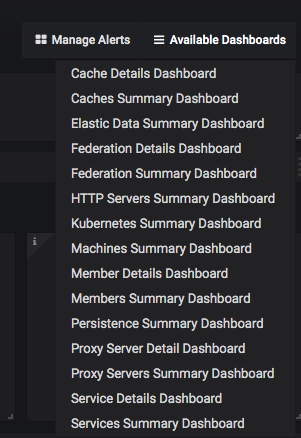 Manage Alerts
Available Dashboards
Cache Details Dashboard
Caches Summary Dashboard
Elastic Data Summary Dashboard
Federation Details Dashboard
Federation Summary Dashboard
HTTP Servers Summary Dashboard
Kubernetes Summary Dashboard
Machines Summary Dashboard
Member Details Dashboard
Members Summary Dashboard
Persistence Summary Dashboard
Proxy Server Detail Dashboard
Proxy Servers Summary Dashboard
Service Details Dashboard
Services Summary Dashboard